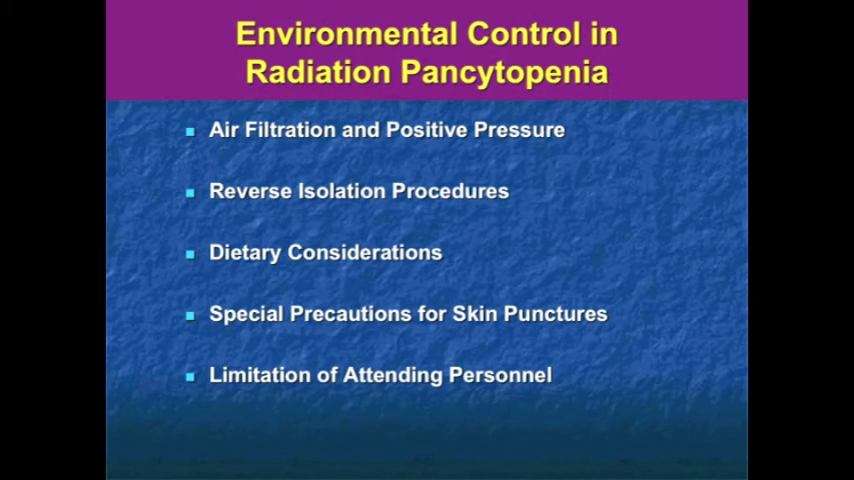 Environmental Control in
Radiation Pancytopenia
Air Filtration and Positive Pressure
Reverse Isolation Procedures
Dietary Considerations
Special Precautions for Skin Punctures
Limitation of Attending Personnel